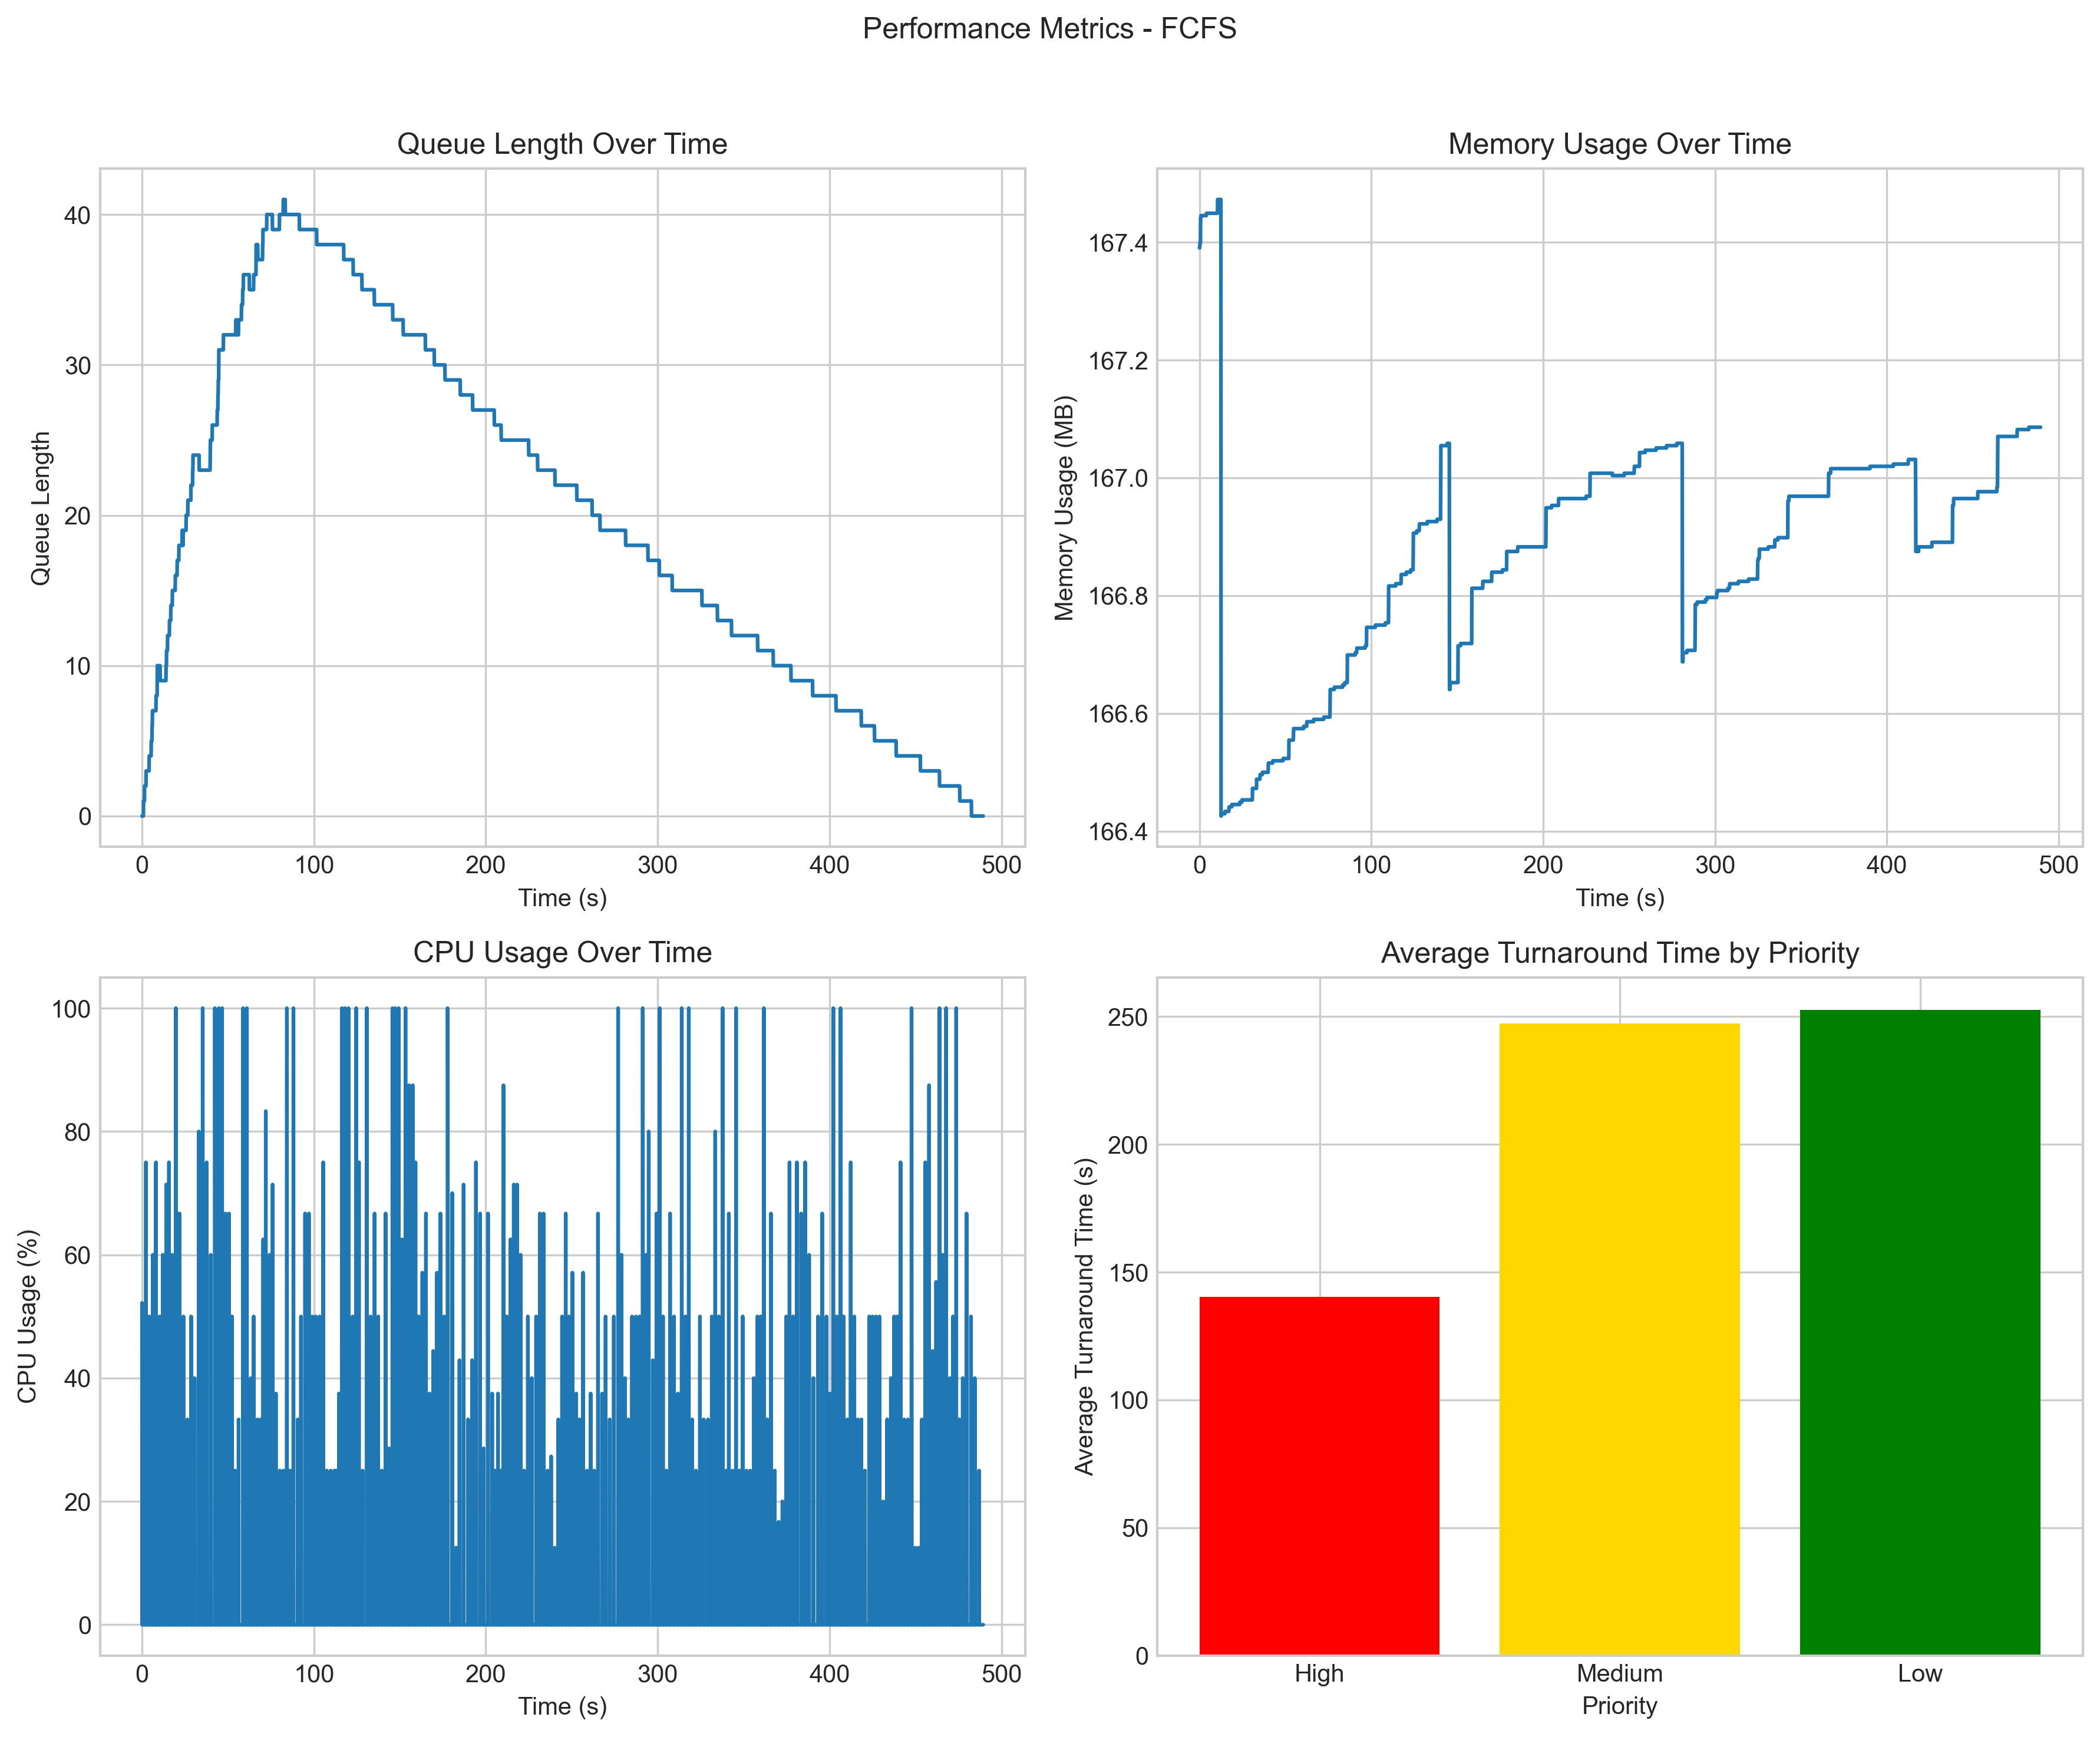 Performance Metrics - FCFS
Queue Length Over Time
Queue Length
40
30
20
10
0
0 100 200 300 400 500
Time (s)
Memory Usage Over Time
Memory Usage (MB)
167.4
167.2
167.0
166.8
166.6
166.4
0 100 200 300 400 500
Time (s)
CPU Usage Over Time
CPU Usage (%)
100
80
60
40
20
0
0 100 200 300 400 500
Time (s)
Average Turnaround Time by Priority
Average Turnaround Time (s)
250
200
150
100
50
0
High Medium Low
Priority